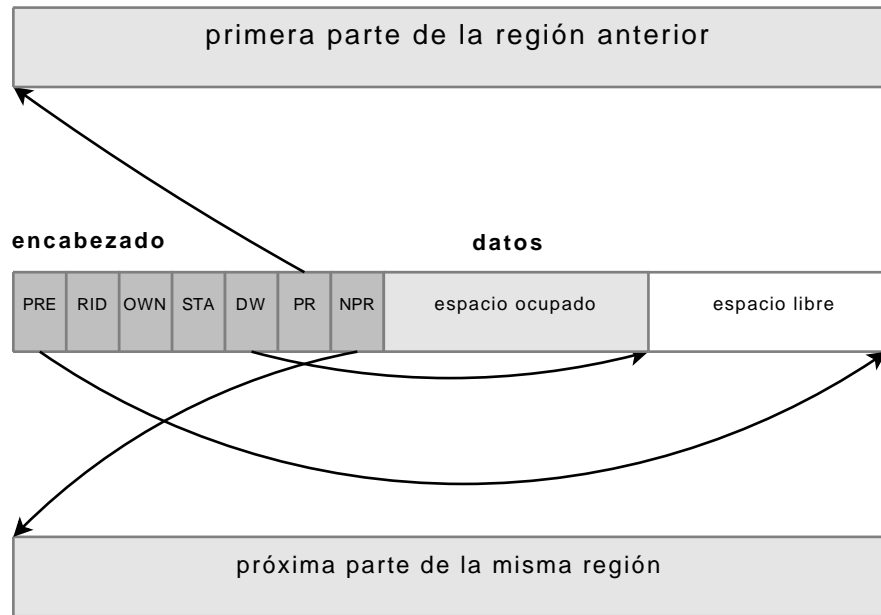 primera parte de la región anterior
encabezado
datos
PRE
RID
OWN
STA
DW
PR
NPR
espacio ocupado
espacio libre
próxima parte de la misma región